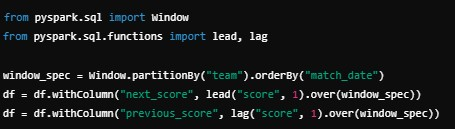 from pyspark.sql import Window
from pyspark.sql.functions import lead, lag
window_spec = Window.partitionBy("team").orderBy("match_date")
df = df.withColumn("next_score", lead("score", 1).over(window_spec))
df = df.withColumn("previous_score", lag("score", 1).over(window_spec))